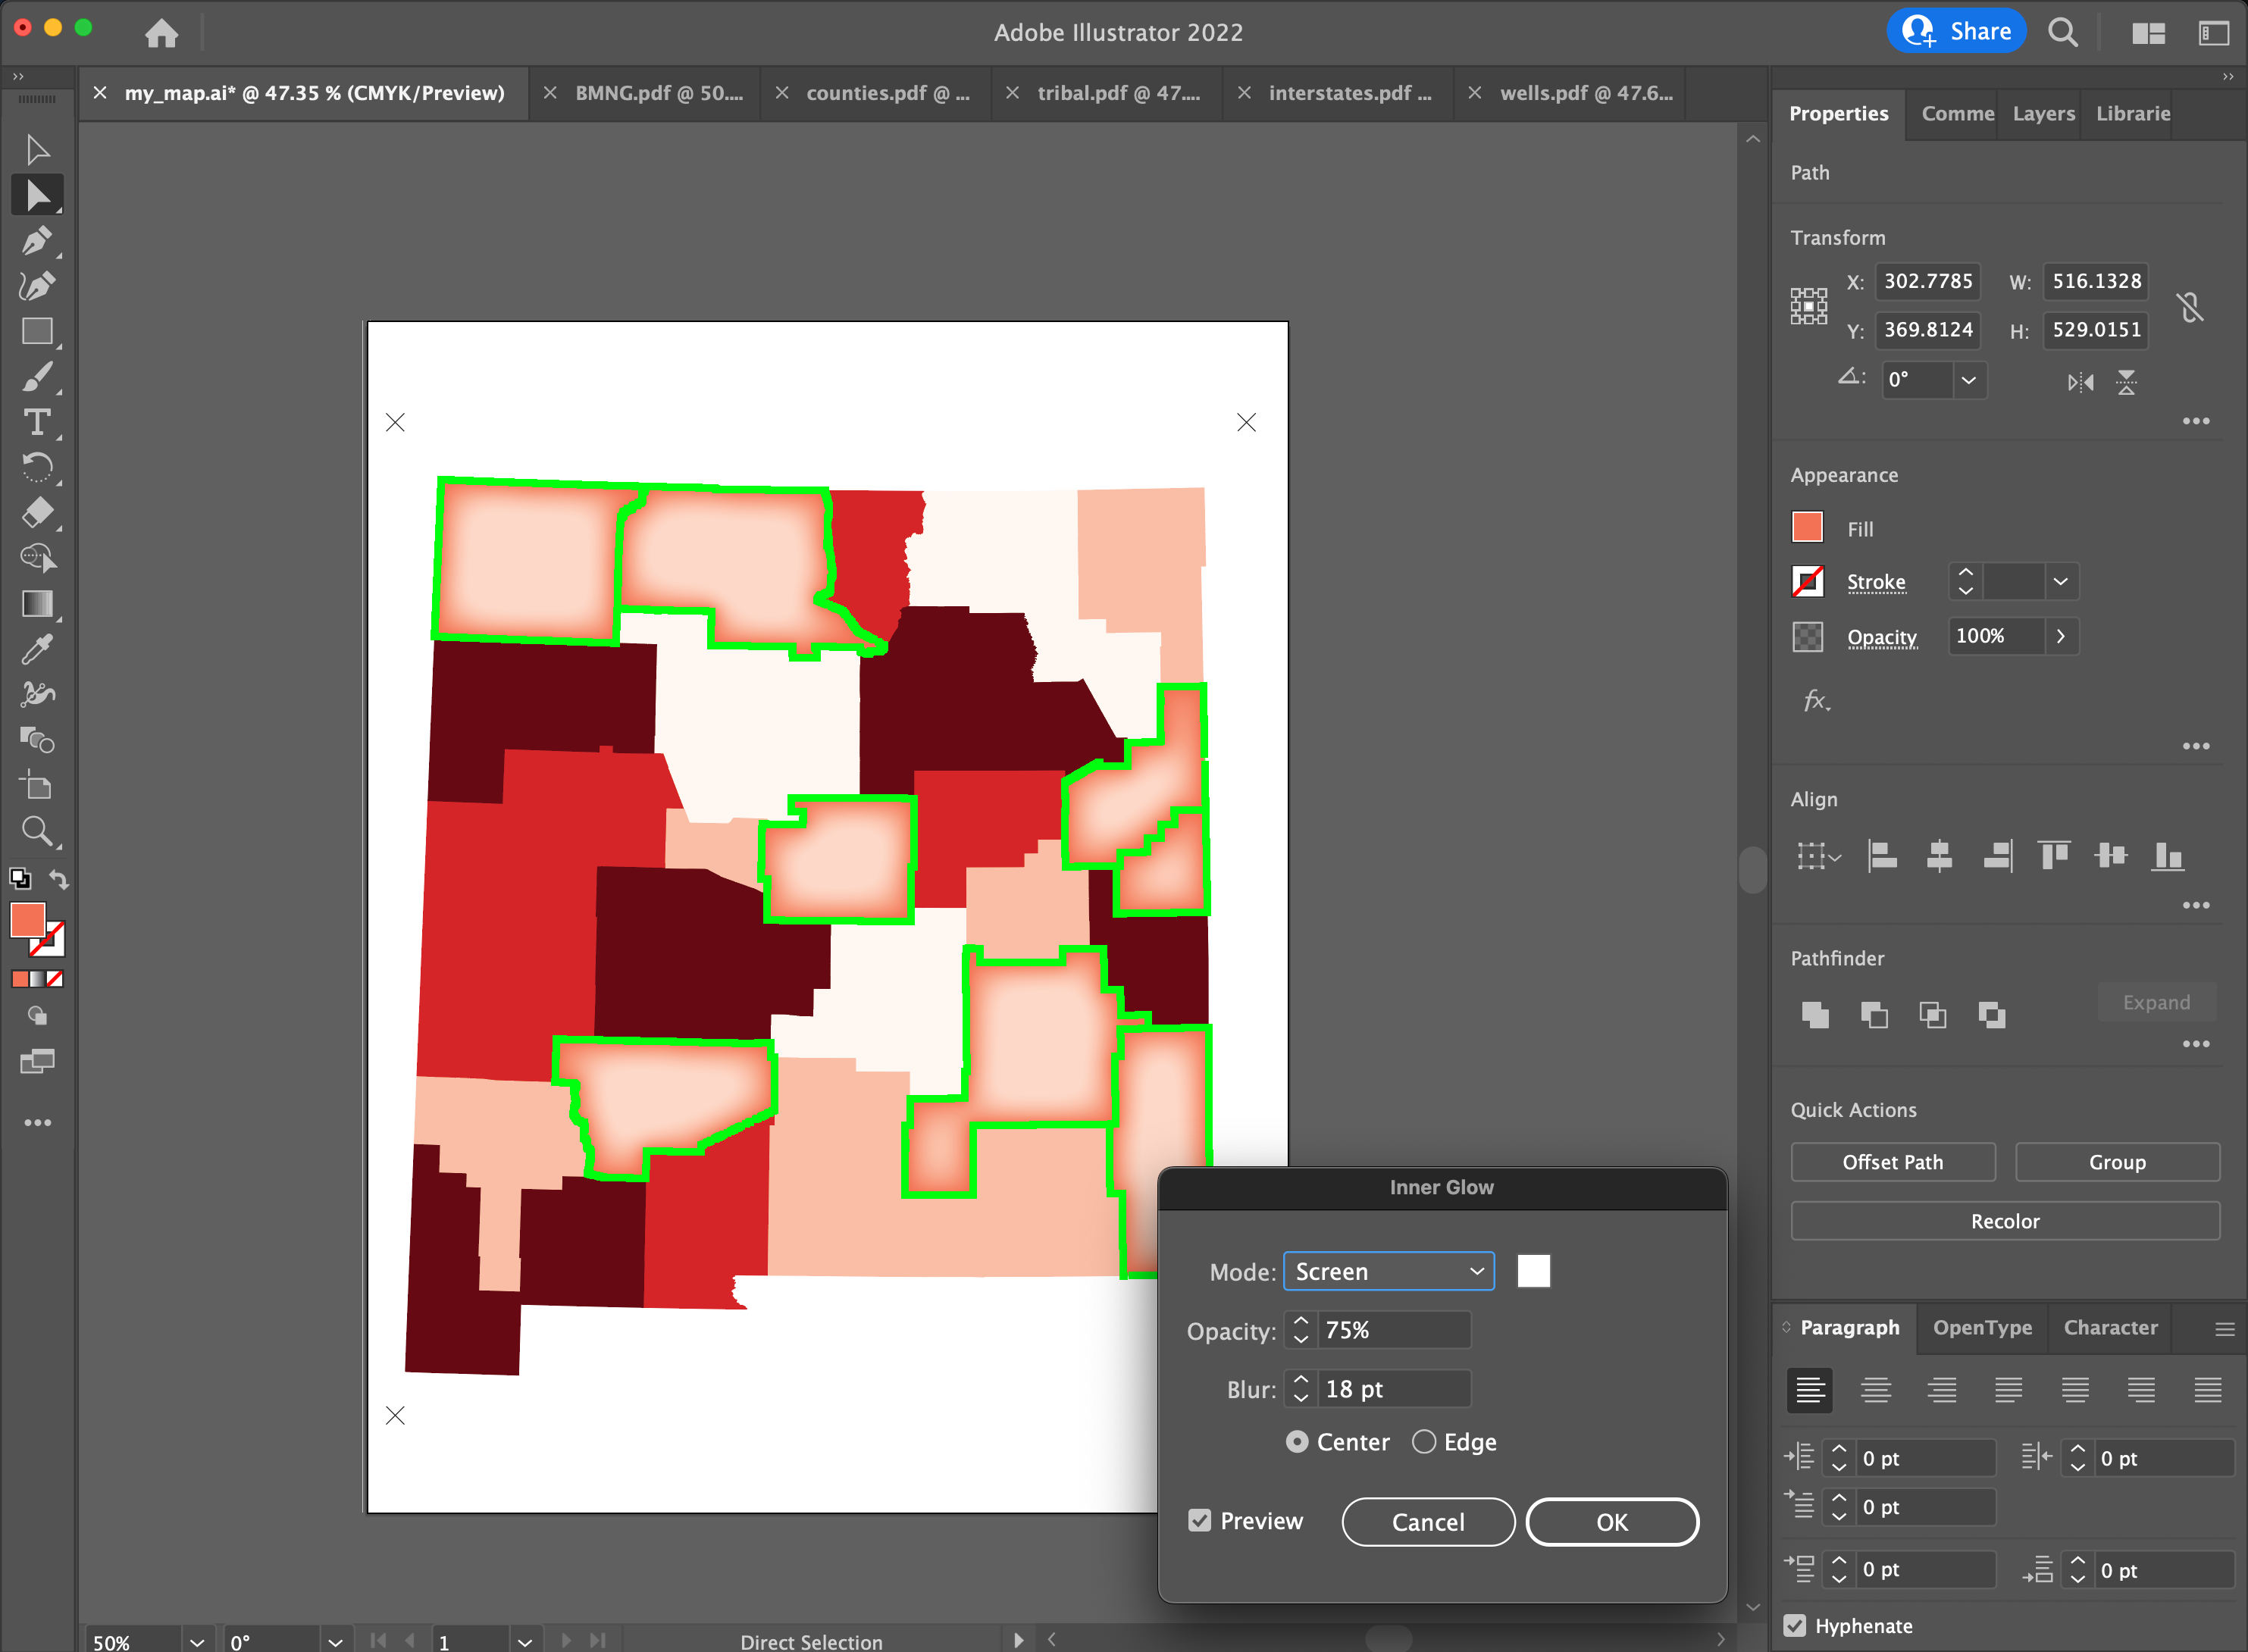 Adobe Illustrator 2022
Share
my_map.ai* @ 47.35 % (CMYK/Preview)
BMNG.pdf @ 50....
counties.pdf @ ...
tribal.pdf @ 47....
interstates.pdf ...
wells.pdf @ 47.6...
Properties
Comme
Layers
Librarie
Path
Transform
X: 302.7785
W: 516.1328
Y: 369.8124
H: 529.0151
0°
Appearance
Fill
Stroke
Opacity
100%
fx.
Align
Pathfinder
Expand
Quick Actions
Offset Path
Group
Recolor
Inner Glow
Mode: Screen
Opacity: 75%
Blur: 18 pt
Center
Edge
Preview
Cancel
OK
Paragraph
OpenType
Character
0 pt
0 pt
0 pt
0 pt
0 pt
Hyphenate
50%
0°
1
Direct Selection